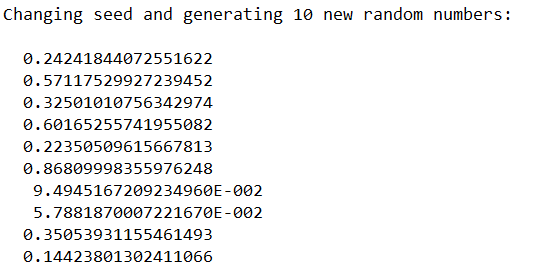 Changing seed and generating 10 new random numbers:
0.24241844072551622
0.57117529927239452
0.32501010756342974
0.60165255741955082
0.22350509615667813
0.86809998355976248
9.4945167209234960E-002
5.7881870007221670E-002
0.35053931155461493
0.14423801302411066